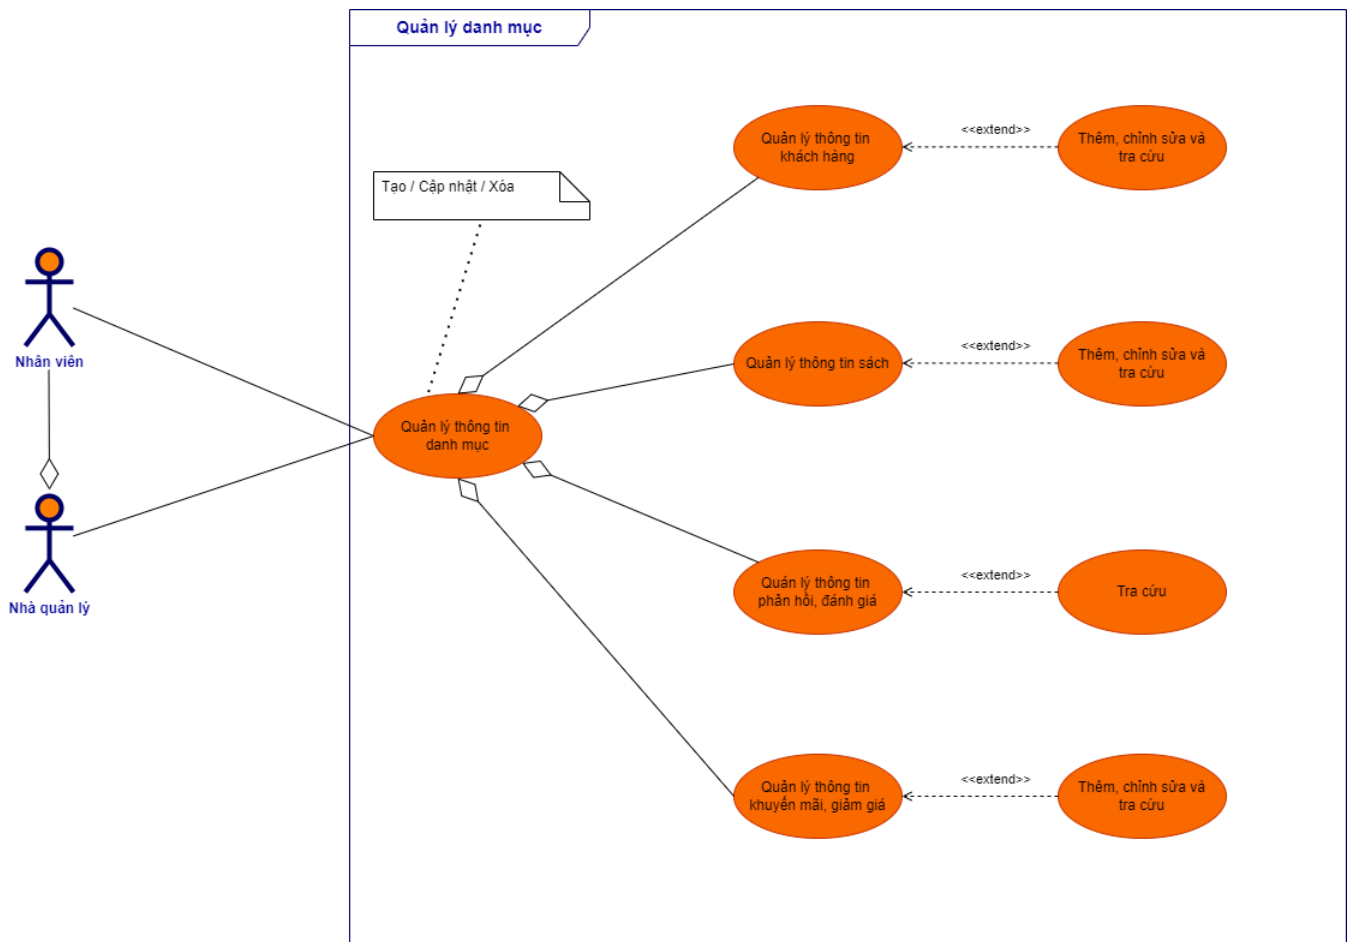 Quản lý danh mục
Quản lý thông tin
khách hàng
<<extend>>
Thêm, chỉnh sửa và
tra cứu
Tạo / Cập nhật / Xóa
Nhân viên
Quản lý thông tin sách
<<extend>>
Thêm, chỉnh sửa và
tra cứu
Quản lý thông tin
danh mục
Nhà quản lý
Quán lý thông tin
phản hồi, đánh giá
<<extend>>
Tra cứu
Quản lý thông tin
khuyến mãi, giảm giá
<<extend>>
Thêm, chỉnh sửa và
tra cứu